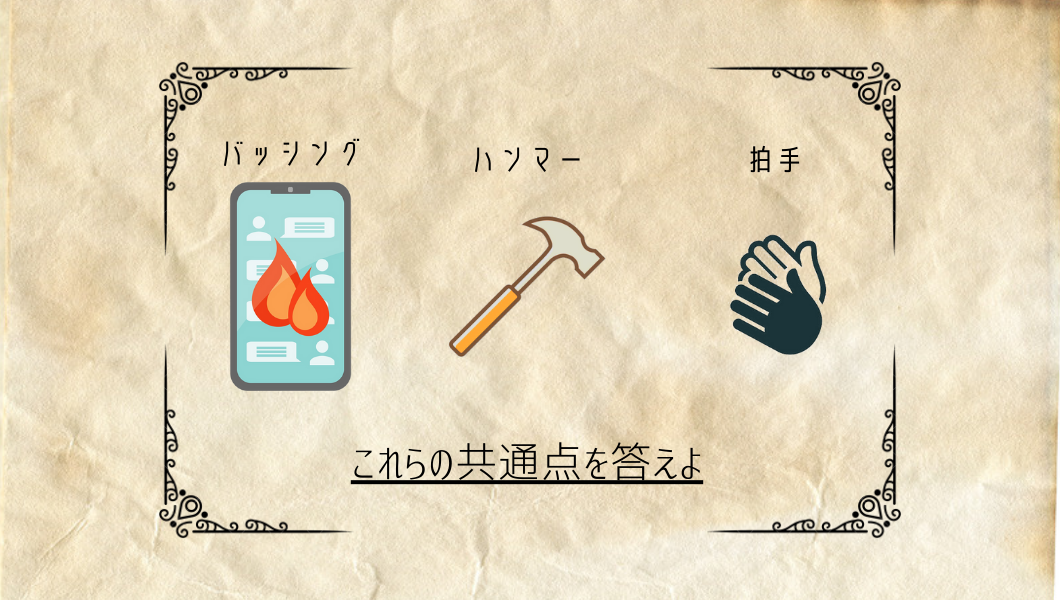 バッシング
ハンマー
拍手
これらの共通点を答えよ